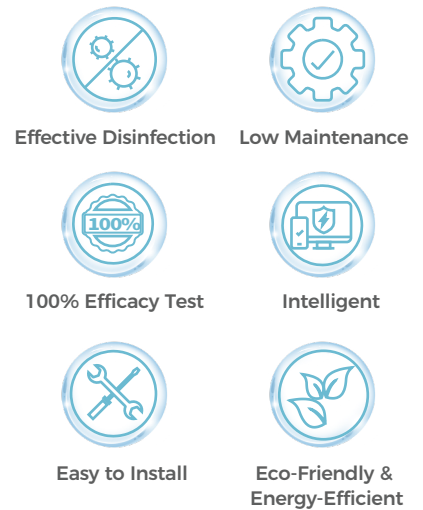 Effective Disinfection
Low Maintenance
100%
100% Efficacy Test
Intelligent
Easy to Install
Eco-Friendly &
Energy-Efficient